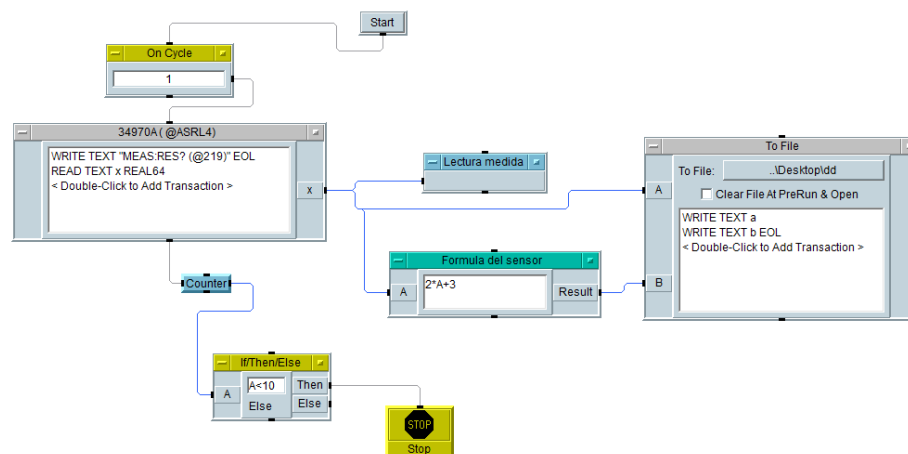 Start
On Cycle
1
34970A ( @ASRL4)
WRITE TEXT "MEAS:RES? (@219)" EOL
READ TEXT x REAL64
< Double-Click to Add Transaction >
x
Lectura medida
To File
To File:
..\Desktop\dd
Clear File At PreRun & Open
A
WRITE TEXT a
WRITE TEXT b EOL
< Double-Click to Add Transaction >
B
Formula del sensor
A
2*A+3
Result
Counter
If/Then/Else
A
A<10
Then
Else
Else
STOP
Stop